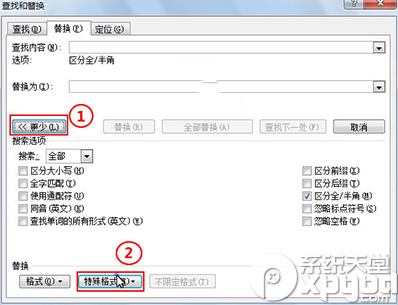 查找和替换
查找(D) 替换(P) 定位(G)
查找内容(N):
选项: 区分全/半角
替换为(I):
①
<< 更少(L) 替换(R) 全部替换(A) 查找下一处(F) 取消
搜索选项
搜索: 全部
区分大小写(H) 区分前缀(X)
全字匹配(Y) 区分后缀(T)
使用通配符(U) 区分全/半角(M)
同音(英文)(K) 忽略标点符号(S)
查找单词的所有形式(英文)(W) 忽略空格(W)
②
替换
格式(O) 特殊格式(E) 不限定格式(T)
系统天堂
xpgod